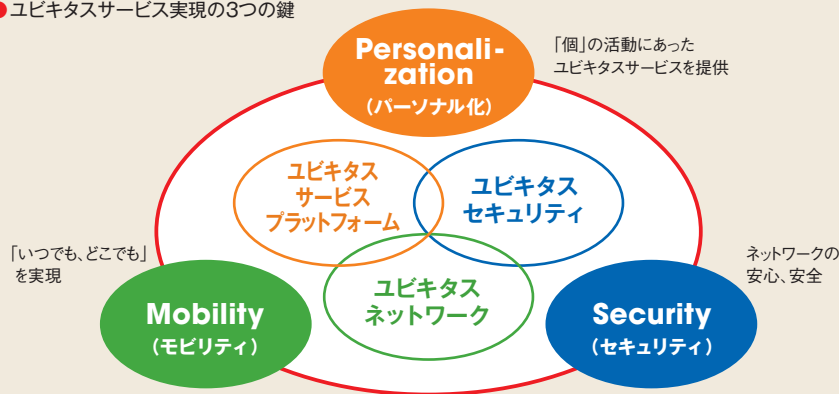 ●ユビキタスサービス実現の3つの鍵
Personali-
zation
（パーソナル化）
「個」の活動にあった
ユビキタスサービスを提供
ユビキタス
サービス
プラットフォーム
ユビキタス
セキュリティ
「いつでも、どこでも」
を実現
ネットワークの
安心、安全
ユビキタス
ネットワーク
Mobility
（モビリティ）
Security
（セキュリティ）